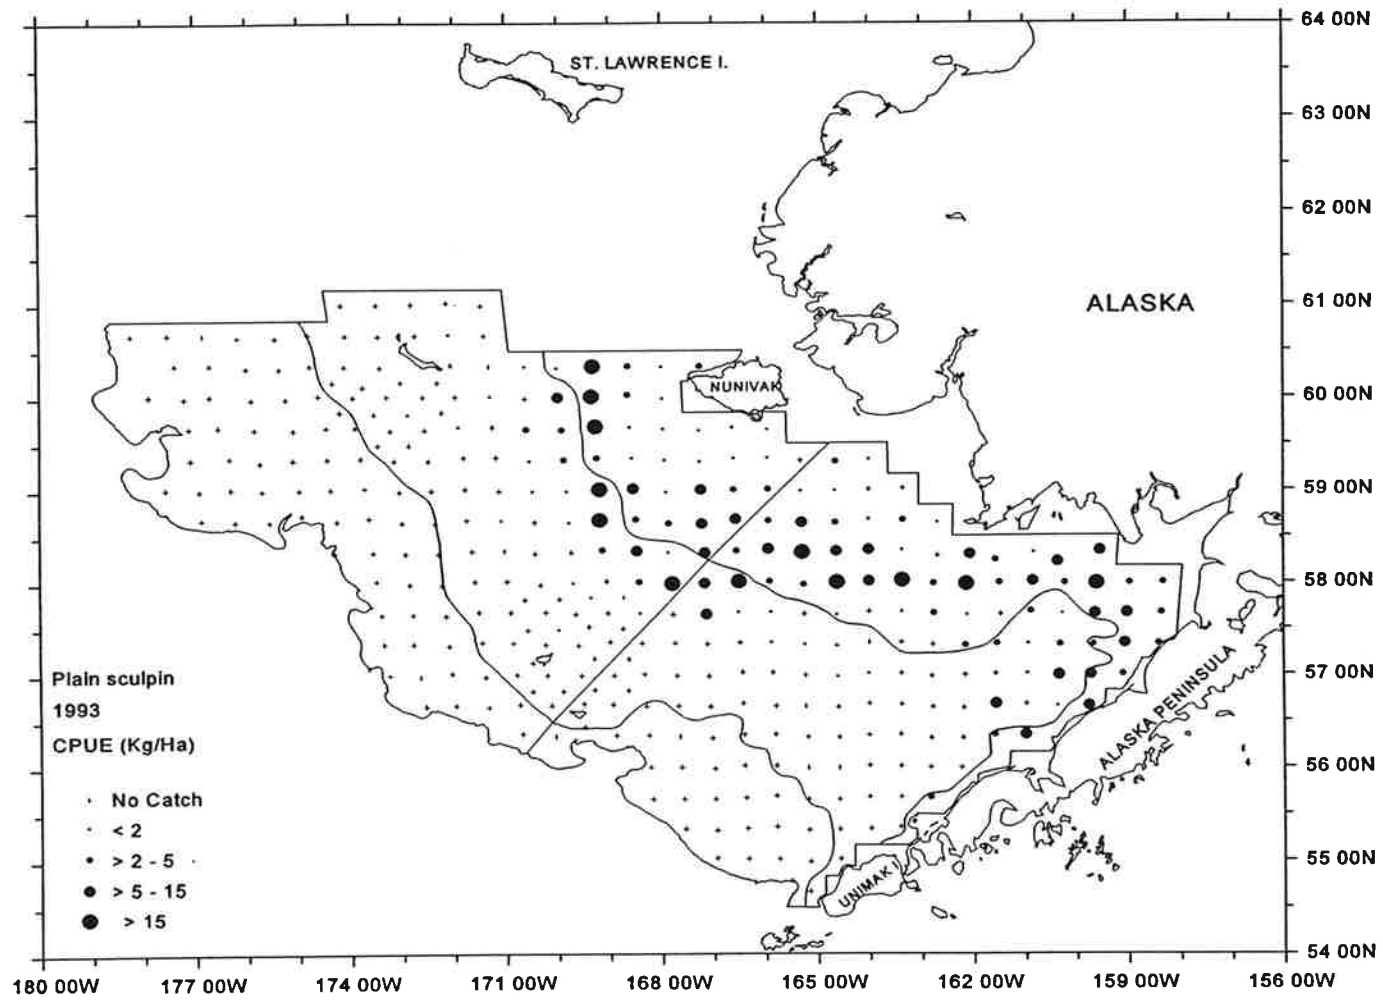 64 00N
ST. LAWRENCE I.
63 00N
62 00N
ALASKA
61 00N
NUNIVAK
60 00N
59 00N
58 00N
57 00N
Plain sculpin
1993
CPUE (Kg/Ha)
No Catch
< 2
> 2 - 5
> 5 - 15
> 15
ALASKA PENINSULA
56 00N
55 00N
UNIMAK I
54 00N
180 00W
177 00W
174 00W
171 00W
168 00W
165 00W
162 00W
159 00W
156 00W